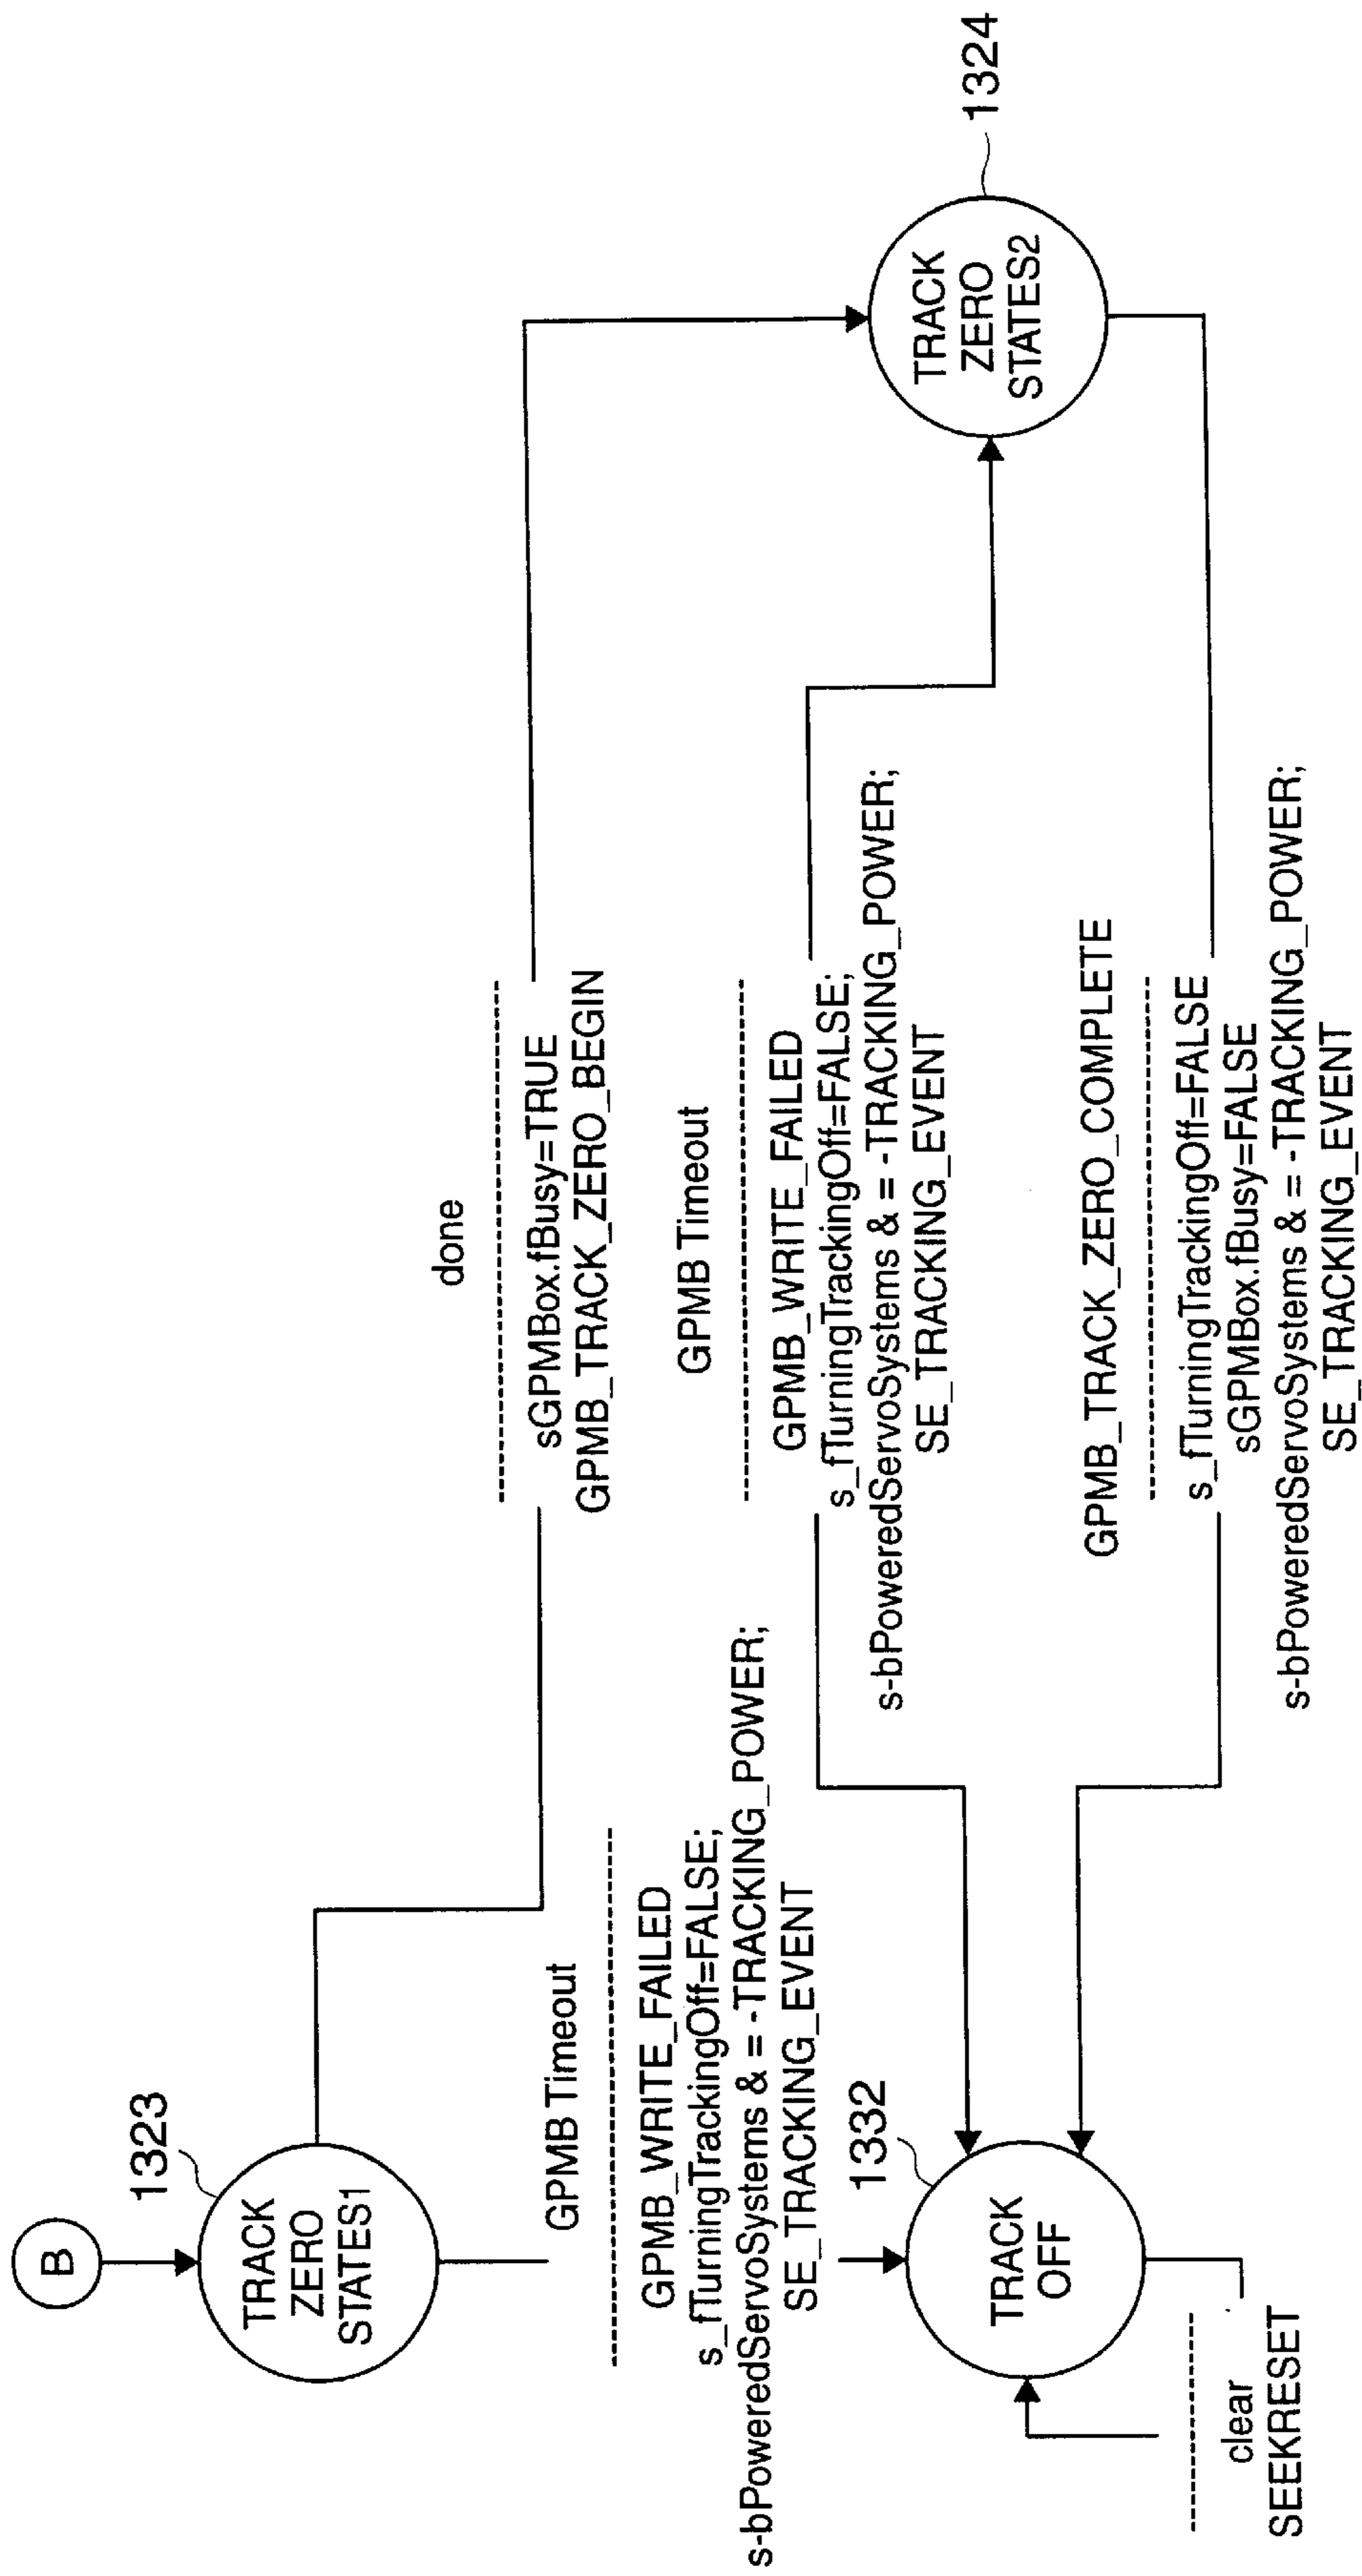 B
1323
TRACK
ZERO
STATES1
done
sGPMBox.fBusy=TRUE
GPMB_TRACK_ZERO_BEGIN
GPMB Timeout
GPMB_WRITE_FAILED
s_fTurningTrackingOff=FALSE;
s-bPoweredServoSystems & = -TRACKING_POWER;
SE_TRACKING_EVENT
GPMB Timeout
GPMB_WRITE_FAILED
s_fTurningTrackingOff=FALSE;
s-bPoweredServoSystems & = -TRACKING_POWER;
SE_TRACKING_EVENT
TRACK
ZERO
STATES2
1324
1332
TRACK
OFF
GPMB_TRACK_ZERO_COMPLETE
s_fTurningTrackingOff=FALSE
sGPMBox.fBusy=FALSE
s-bPoweredServoSystems & = -TRACKING_POWER;
SE_TRACKING_EVENT
clear
SEEKRESET